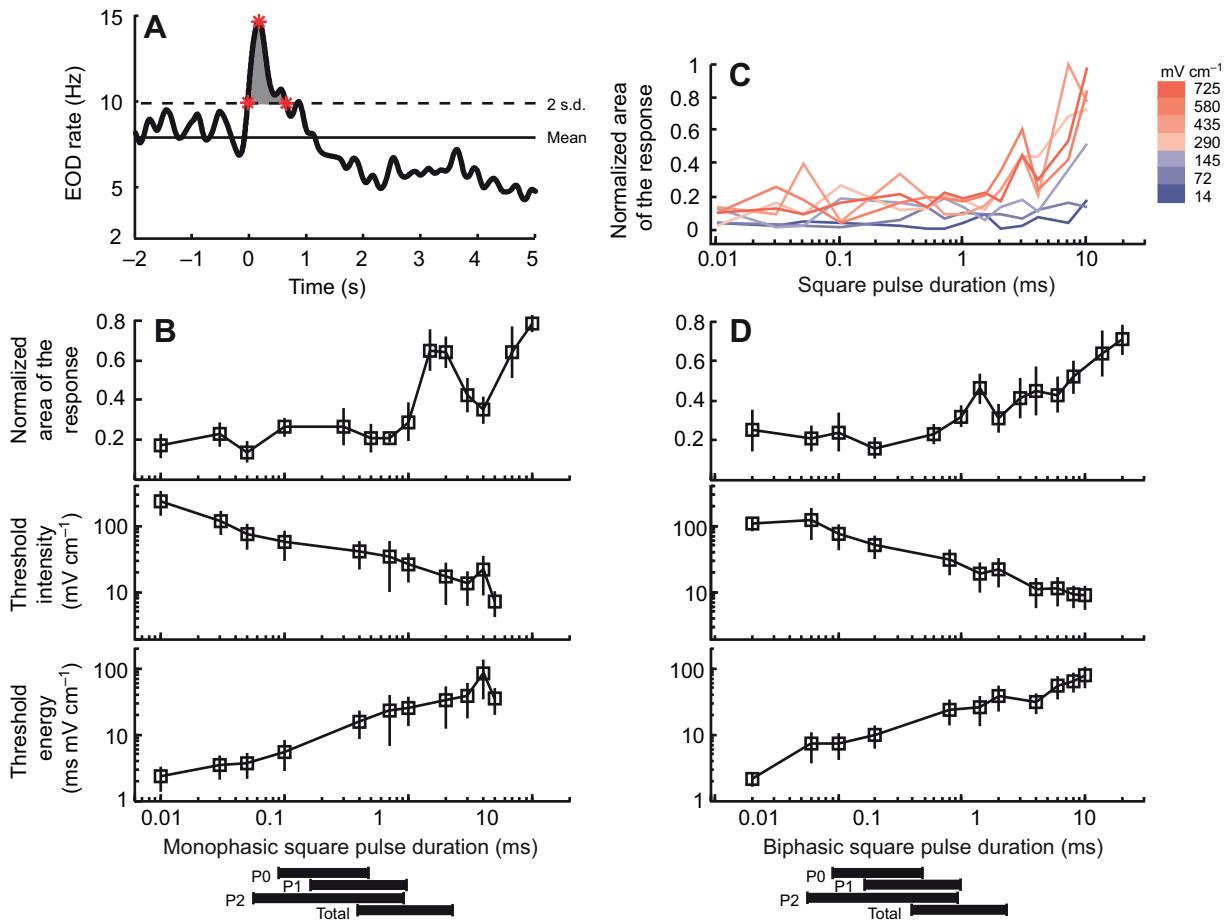 A
EOD rate (Hz)
15
10
5
2
2 s.d.
Mean
–2 –1 0 1 2 3 4 5
Time (s)
C
Normalized area
of the response
1
0.8
0.6
0.4
0.2
0
0.01 0.1 1 10
Square pulse duration (ms)
mV cm–1
725
580
435
290
145
72
14
B
Normalized
area of the
response
0.8
0.6
0.4
0.2
Threshold
intensity
(mV cm–1)
100
10
Threshold
energy
(ms mV cm–1)
100
10
1
0.01 0.1 1 10
Monophasic square pulse duration (ms)
P0
P1
P2
Total
D
0.8
0.6
0.4
0.2
100
10
100
10
1
0.01 0.1 1 10
Biphasic square pulse duration (ms)
P0
P1
P2
Total